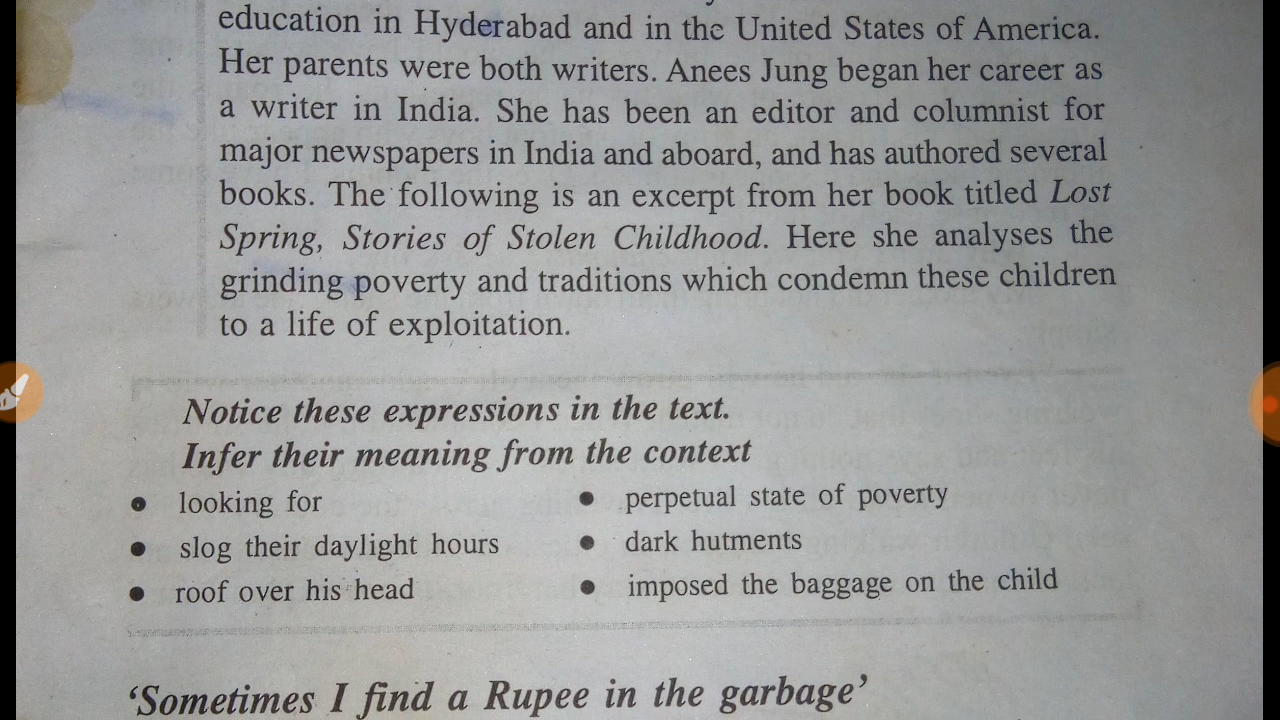 education in Hyderabad and in the United States of America.
Her parents were both writers. Anees Jung began her career as
a writer in India. She has been an editor and columnist for
major newspapers in India and aboard, and has authored several
books. The following is an excerpt from her book titled Lost
Spring, Stories of Stolen Childhood. Here she analyses the
grinding poverty and traditions which condemn these children
to a life of exploitation.
Notice these expressions in the text.
Infer their meaning from the context
• looking for
• slog their daylight hours
• roof over his head
• perpetual state of poverty
• dark hutments
• imposed the baggage on the child
‘Sometimes I find a Rupee in the garbage’